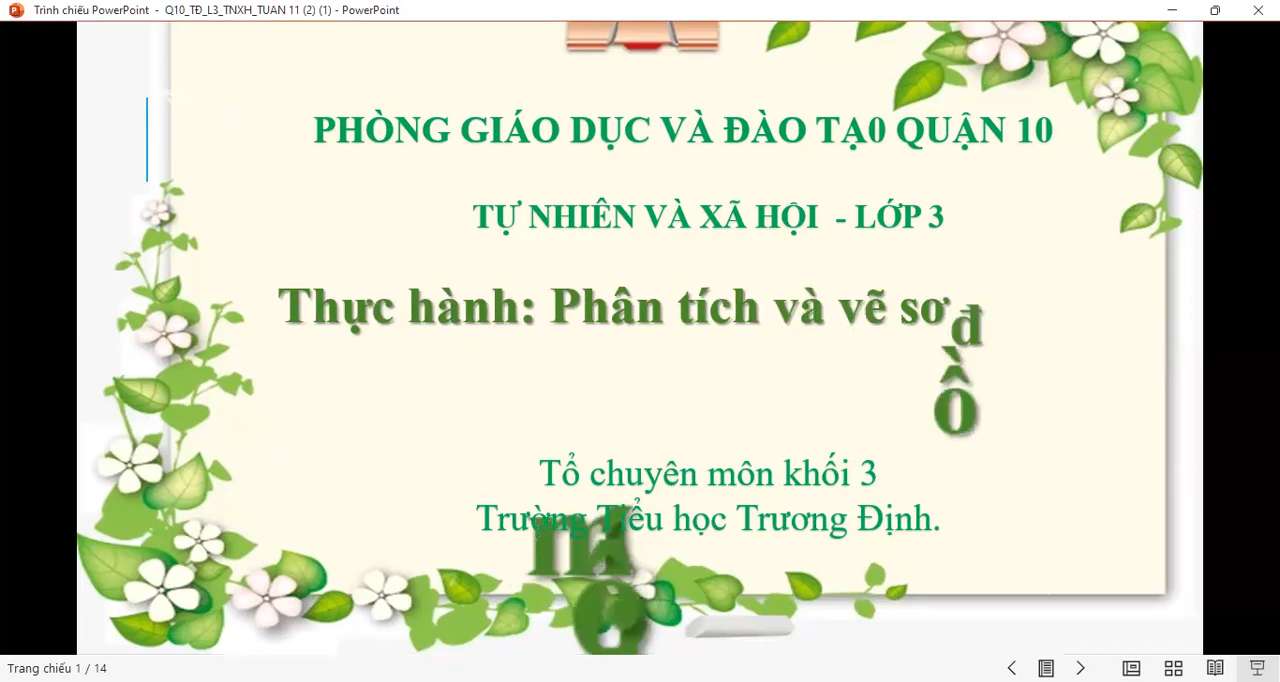 Trình chiếu PowerPoint - Q10_TĐ_L3_TNXH_TUAN 11 (2) (1) - PowerPoint
PHÒNG GIÁO DỤC VÀ ĐÀO TẠ0 QUẬN 10
TỰ NHIÊN VÀ XÃ HỘI - LỚP 3
Thực hành: Phân tích và vẽ sơ đồ
Tổ chuyên môn khối 3
Trường Tiểu học Trương Định.
Trang chiếu 1 / 14